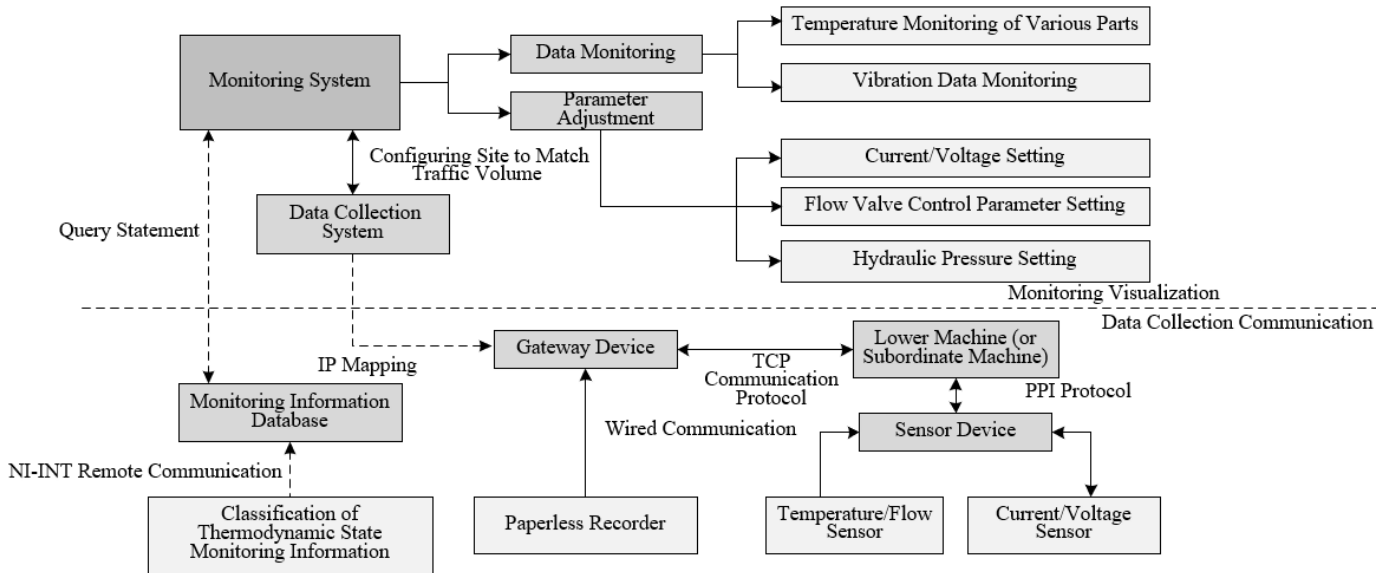 Temperature Monitoring of Various Parts
Monitoring System
Data Monitoring
Vibration Data Monitoring
Parameter
Adjustment
Configuring Site to Match
Traffic Volume
Current/Voltage Setting
Data Collection
System
Flow Valve Control Parameter Setting
Query Statement
Hydraulic Pressure Setting
Monitoring Visualization
Data Collection Communication
Gateway Device
Lower Machine (or
Subordinate Machine)
IP Mapping
TCP
Communication
Protocol
PPI Protocol
Monitoring Information
Database
Wired Communication
Sensor Device
NI-INT Remote Communication
Classification of
Thermodynamic State
Monitoring Information
Paperless Recorder
Temperature/Flow
Sensor
Current/Voltage
Sensor